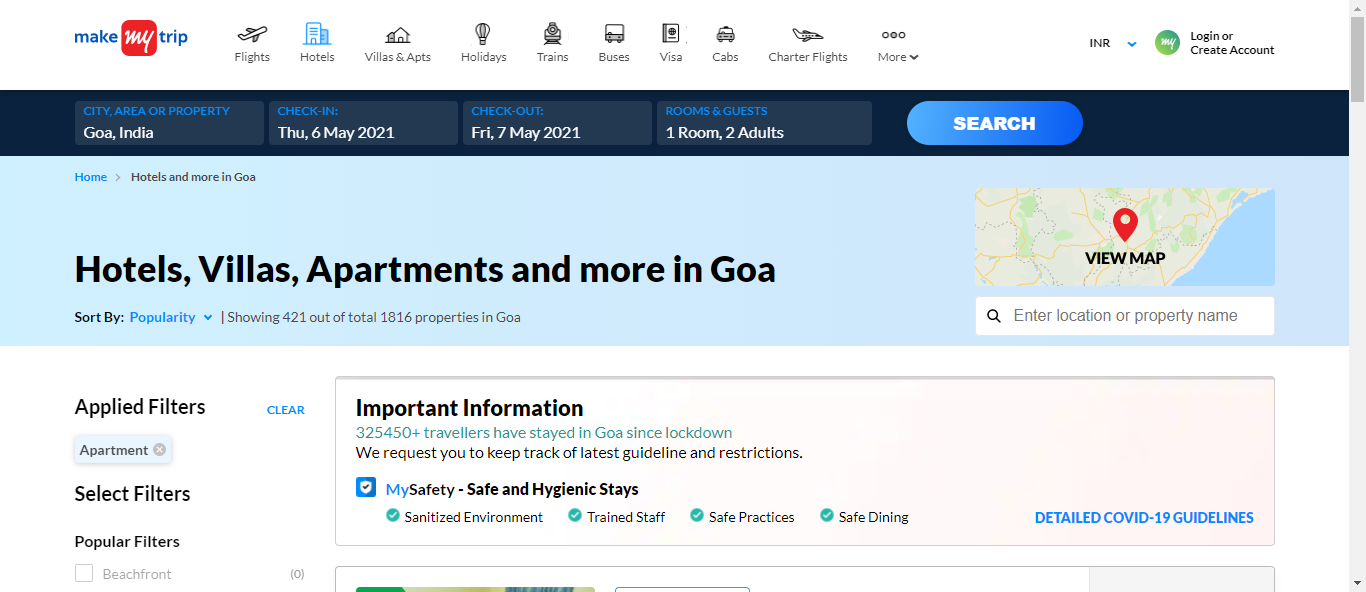 make my trip
Flights
Hotels
Villas & Apts
Holidays
Trains
Buses
Visa
Cabs
Charter Flights
More
INR
my
Login or
Create Account
CITY, AREA OR PROPERTY
Goa, India
CHECK-IN:
Thu, 6 May 2021
CHECK-OUT:
Fri, 7 May 2021
ROOMS & GUESTS
1 Room, 2 Adults
SEARCH
Home
Hotels and more in Goa
VIEW MAP
Hotels, Villas, Apartments and more in Goa
Sort By: Popularity | Showing 421 out of total 1816 properties in Goa
Enter location or property name
Applied Filters
CLEAR
Apartment
Select Filters
Popular Filters
Beachfront (0)
Important Information
325450+ travellers have stayed in Goa since lockdown
We request you to keep track of latest guideline and restrictions.
MySafety - Safe and Hygienic Stays
Sanitized Environment
Trained Staff
Safe Practices
Safe Dining
DETAILED COVID-19 GUIDELINES